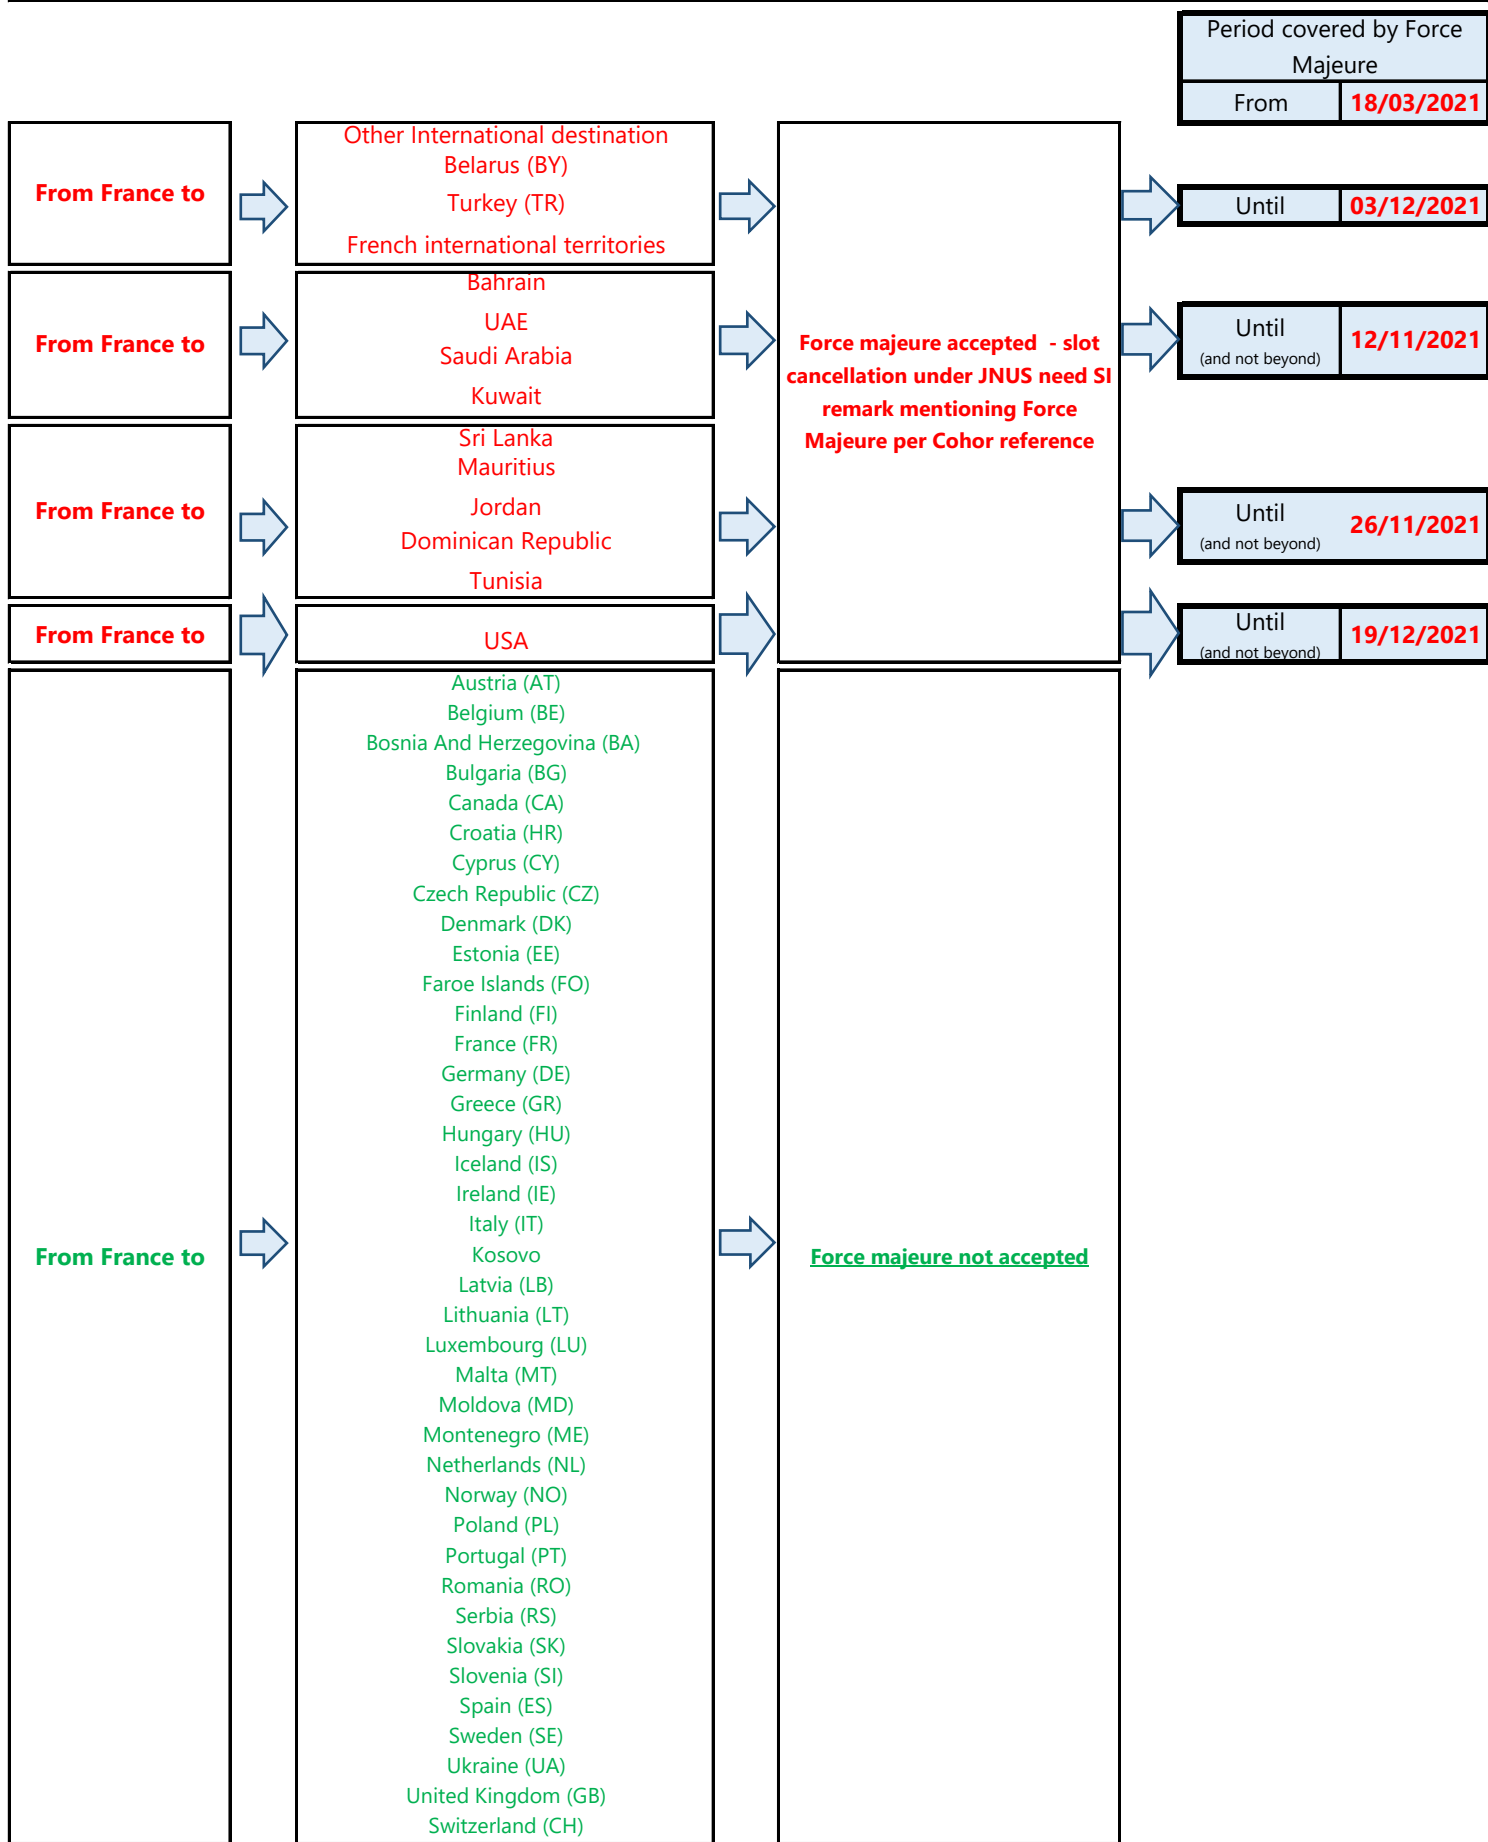 Period covered by Force
Majeure
From 18/03/2021
From France to
Other International destination
Belarus (BY)
Turkey (TR)
French international territories
Until 03/12/2021
From France to
Bahrain
UAE
Saudi Arabia
Kuwait
Until
(and not beyond)
12/11/2021
Force majeure accepted - slot
cancellation under JNUS need SI
remark mentioning Force
Majeure per Cohor reference
From France to
Sri Lanka
Mauritius
Jordan
Dominican Republic
Tunisia
Until
(and not beyond)
26/11/2021
From France to
USA
Until
(and not beyond)
19/12/2021
From France to
Austria (AT)
Belgium (BE)
Bosnia And Herzegovina (BA)
Bulgaria (BG)
Canada (CA)
Croatia (HR)
Cyprus (CY)
Czech Republic (CZ)
Denmark (DK)
Estonia (EE)
Faroe Islands (FO)
Finland (FI)
France (FR)
Germany (DE)
Greece (GR)
Hungary (HU)
Iceland (IS)
Ireland (IE)
Italy (IT)
Kosovo
Latvia (LB)
Lithuania (LT)
Luxembourg (LU)
Malta (MT)
Moldova (MD)
Montenegro (ME)
Netherlands (NL)
Norway (NO)
Poland (PL)
Portugal (PT)
Romania (RO)
Serbia (RS)
Slovakia (SK)
Slovenia (SI)
Spain (ES)
Sweden (SE)
Ukraine (UA)
United Kingdom (GB)
Switzerland (CH)
Force majeure not accepted